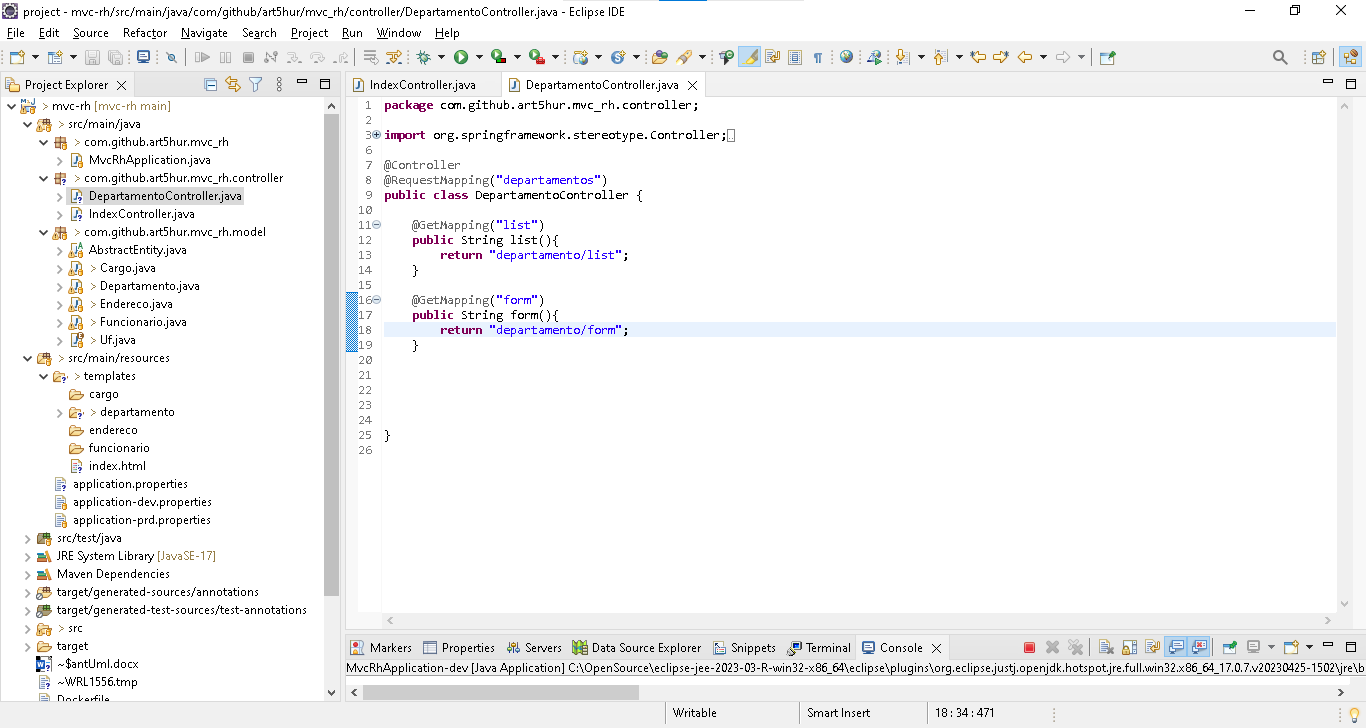 project - mvc-rh/src/main/java/com/github/art5hur/mvc_rh/controller/DepartamentoController.java - Eclipse IDE
File Edit Source Refactor Navigate Search Project Run Window Help
Project Explorer
> mvc-rh [mvc-rh main]
> src/main/java
> com.github.art5hur.mvc_rh
MvcRhApplication.java
> com.github.art5hur.mvc_rh.controller
DepartamentoController.java
IndexController.java
> com.github.art5hur.mvc_rh.model
AbstractEntity.java
> Cargo.java
> Departamento.java
> Endereco.java
> Funcionario.java
> Uf.java
> src/main/resources
> templates
cargo
> departamento
endereco
funcionario
index.html
application.properties
application-dev.properties
application-prd.properties
src/test/java
JRE System Library [JavaSE-17]
Maven Dependencies
target/generated-sources/annotations
target/generated-test-sources/test-annotations
> src
target
~$antUml.docx
~WRL1556.tmp
Dockerfile
IndexController.java DepartamentoController.java
1 package com.github.art5hur.mvc_rh.controller;
2
3 import org.springframework.stereotype.Controller;
6
7 @Controller
8 @RequestMapping("departamentos")
9 public class DepartamentoController {
10
11 @GetMapping("list")
12 public String list(){
13 return "departamento/list";
14 }
15
16 @GetMapping("form")
17 public String form(){
18 return "departamento/form";
19 }
20
21
22
23
24
25 }
26
Markers Properties Servers Data Source Explorer Snippets Terminal Console
MvcRhApplication-dev [Java Application] C:\OpenSource\eclipse-jee-2023-03-R-win32-x86_64\eclipse\plugins\org.eclipse.justj.openjdk.hotspot.jre.full.win32.x86_64_17.0.7.v20230425-1502\jre\b
Writable Smart Insert 18 : 34 : 471